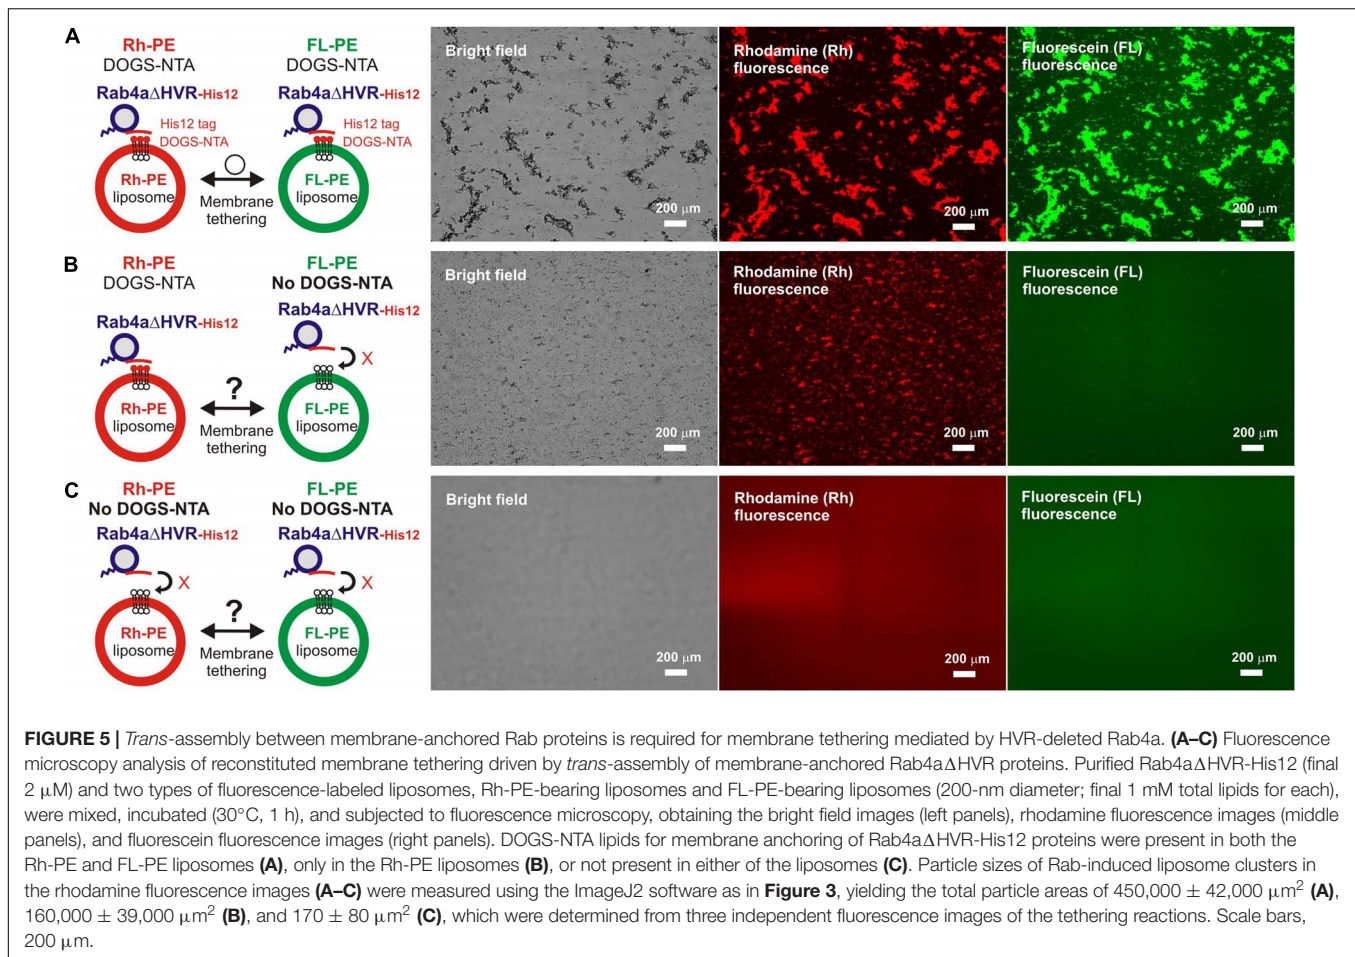 A
Rh-PE
DOGS-NTA
FL-PE
DOGS-NTA
Rab4aΔHVR-His12
Rab4aΔHVR-His12
His12 tag
DOGS-NTA
His12 tag
DOGS-NTA
Rh-PE
liposome
Membrane
tethering
FL-PE
liposome
Bright field
200 μm
Rhodamine (Rh)
fluorescence
200 μm
Fluorescein (FL)
fluorescence
200 μm
B
Rh-PE
DOGS-NTA
FL-PE
No DOGS-NTA
Rab4aΔHVR-His12
Rab4aΔHVR-His12
X
?
Rh-PE
liposome
Membrane
tethering
FL-PE
liposome
Bright field
200 μm
Rhodamine (Rh)
fluorescence
200 μm
Fluorescein (FL)
fluorescence
200 μm
C
Rh-PE
No DOGS-NTA
FL-PE
No DOGS-NTA
Rab4aΔHVR-His12
Rab4aΔHVR-His12
X
X
?
Rh-PE
liposome
Membrane
tethering
FL-PE
liposome
Bright field
200 μm
Rhodamine (Rh)
fluorescence
200 μm
Fluorescein (FL)
fluorescence
200 μm
FIGURE 5 | Trans-assembly between membrane-anchored Rab proteins is required for membrane tethering mediated by HVR-deleted Rab4a. (A–C) Fluorescence
microscopy analysis of reconstituted membrane tethering driven by trans-assembly of membrane-anchored Rab4aΔHVR proteins. Purified Rab4aΔHVR-His12 (final
2 μM) and two types of fluorescence-labeled liposomes, Rh-PE-bearing liposomes and FL-PE-bearing liposomes (200-nm diameter; final 1 mM total lipids for each),
were mixed, incubated (30°C, 1 h), and subjected to fluorescence microscopy, obtaining the bright field images (left panels), rhodamine fluorescence images (middle
panels), and fluorescein fluorescence images (right panels). DOGS-NTA lipids for membrane anchoring of Rab4aΔHVR-His12 proteins were present in both the
Rh-PE and FL-PE liposomes (A), only in the Rh-PE liposomes (B), or not present in either of the liposomes (C). Particle sizes of Rab-induced liposome clusters in
the rhodamine fluorescence images (A–C) were measured using the ImageJ2 software as in Figure 3, yielding the total particle areas of 450,000 ± 42,000 μm² (A),
160,000 ± 39,000 μm² (B), and 170 ± 80 μm² (C), which were determined from three independent fluorescence images of the tethering reactions. Scale bars,
200 μm.